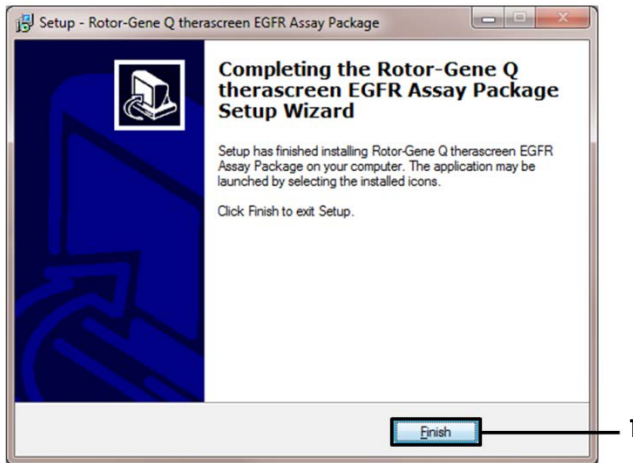 Setup - Rotor-Gene Q therascreen EGFR Assay Package
Completing the Rotor-Gene Q
therascreen EGFR Assay Package
Setup Wizard
Setup has finished installing Rotor-Gene Q therascreen EGFR
Assay Package on your computer. The application may be
launched by selecting the installed icons.
Click Finish to exit Setup.
Finish
1